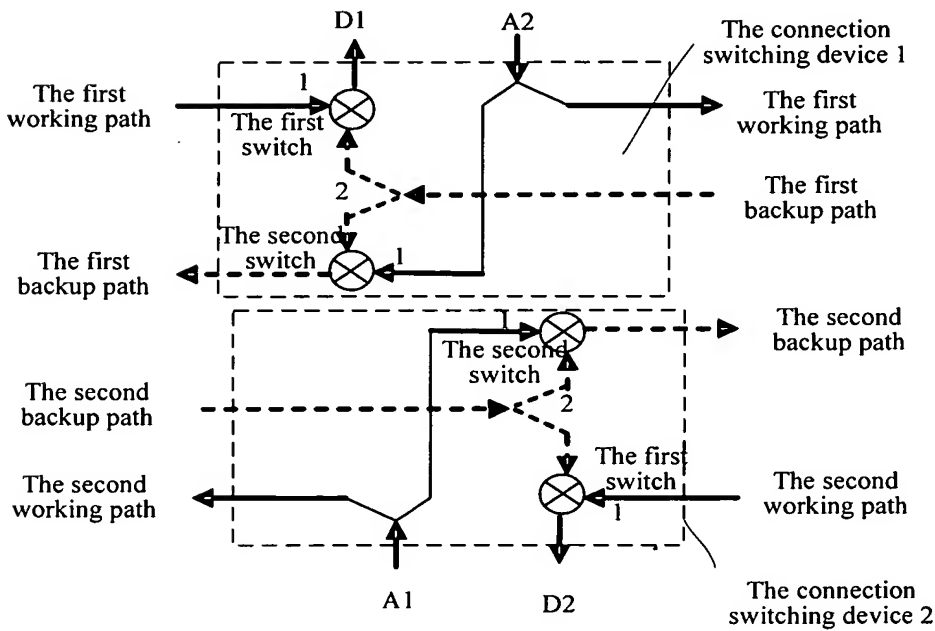 D1
A2
The connection
switching device 1
The first
working path
1
The first
switch
The first
working path
2
The first
backup path
The second
switch
1
The first
backup path
1
The second
switch
The second
backup path
The second
backup path
2
The second
working path
The first
switch
1
The second
working path
A1
D2
The connection
switching device 2